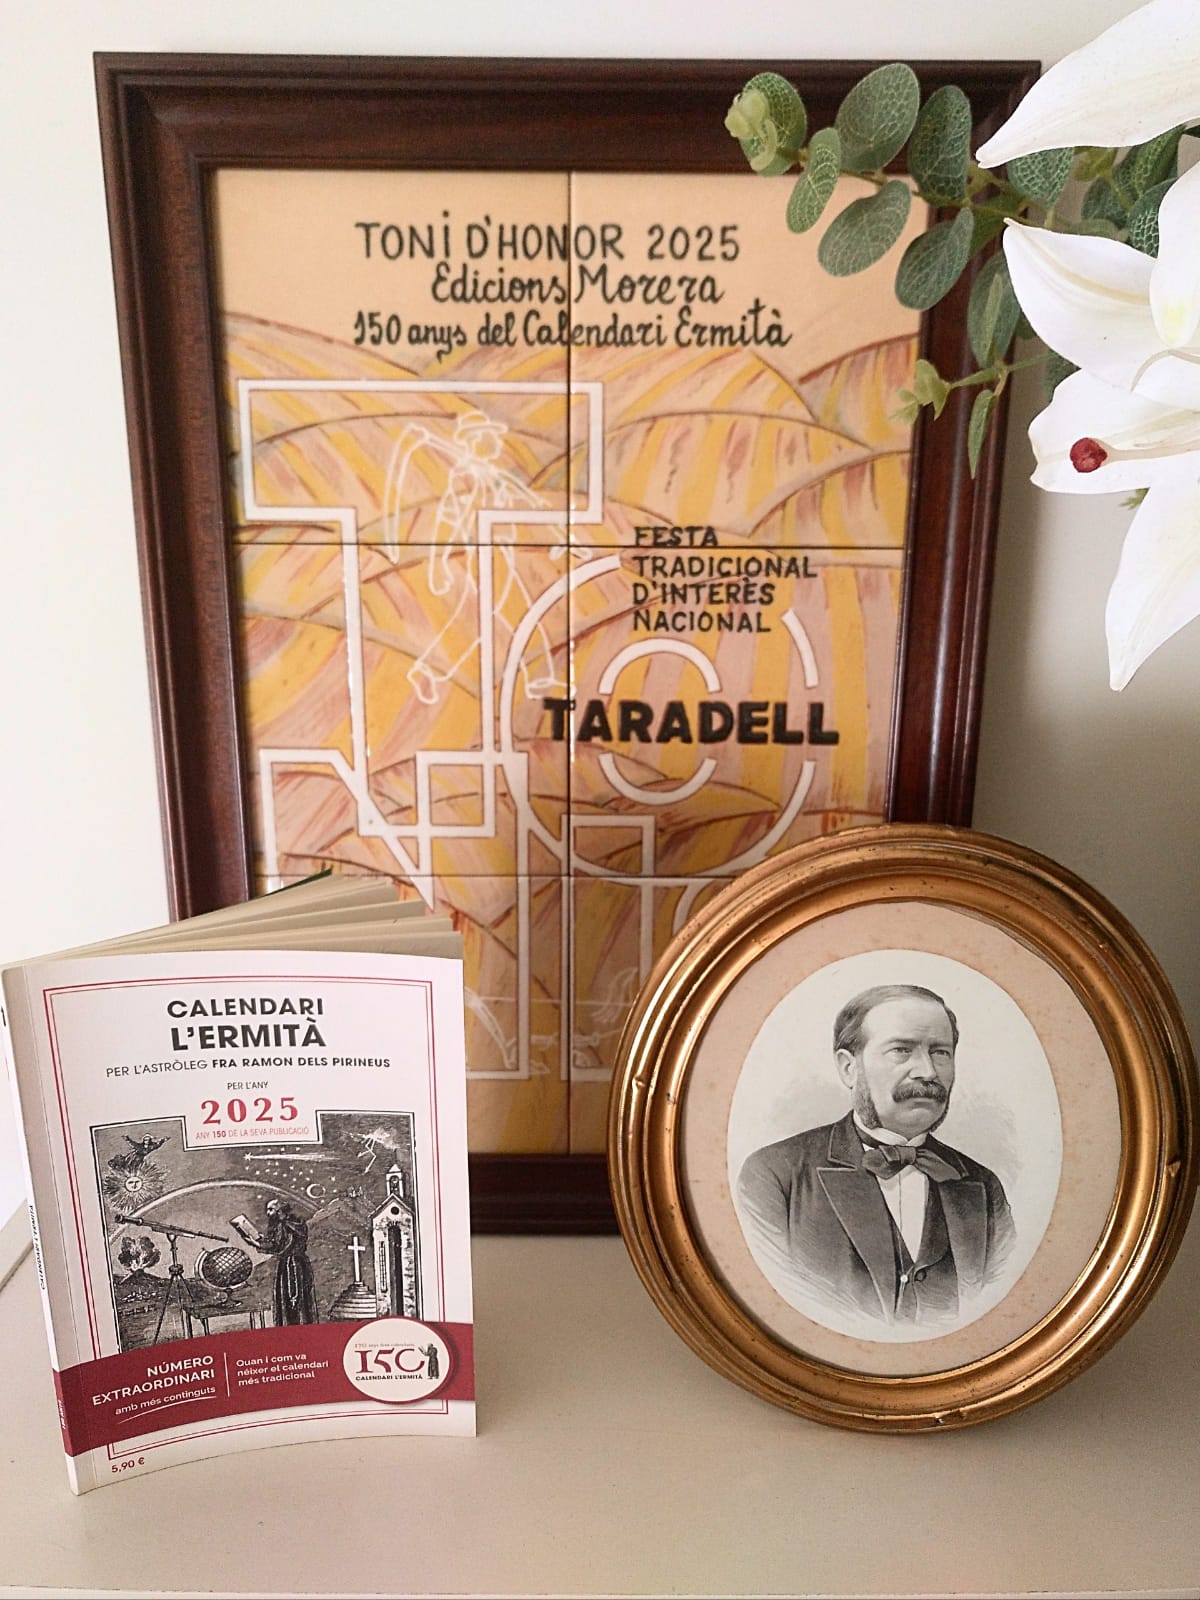 TONI D'HONOR 2025
Edicions Morera
150 anys del Calendari Ermità
FESTA
TRADICIONAL
D'INTERÈS
NACIONAL
TARADELL
CALENDARI
L'ERMITÀ
PER L'ASTRÒLEG FRA RAMON DELS PIRINEUS
PER L'ANY
2025
ANY 150 DE LA SEVA PUBLICACIÓ
NÚMERO
EXTRAORDINARI
amb més continguts
Quan i com va
néixer el calendari
més tradicional
150
CALENDARI L'ERMITÀ
5,90 €
CALENDARI L'ERMITÀ